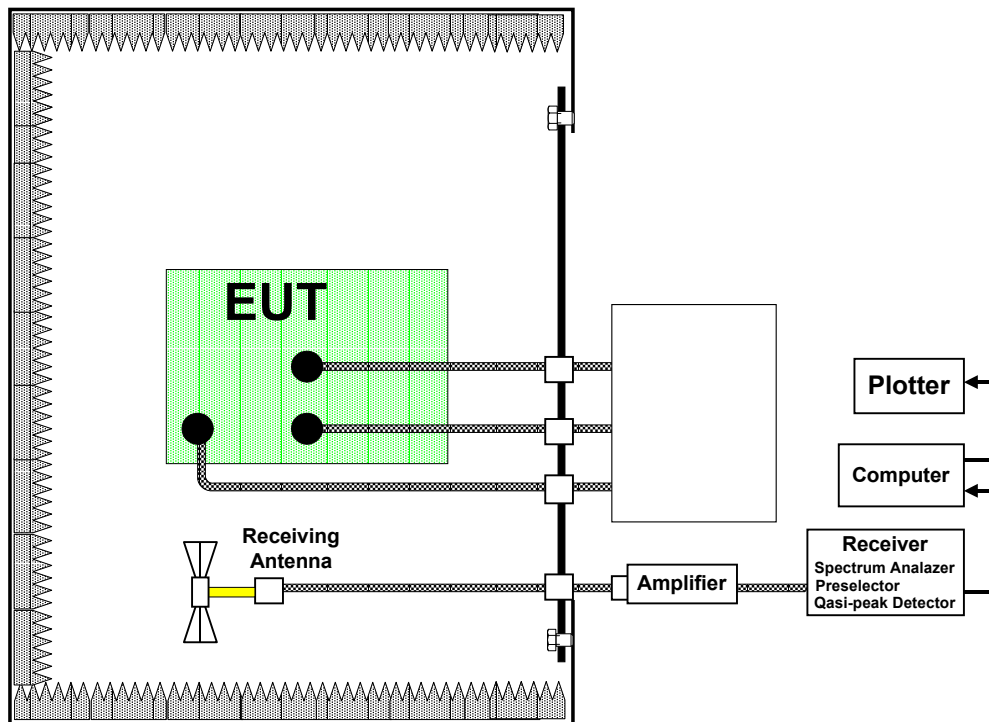 EUT
Plotter
Computer
Receiving
Antenna
Amplifier
Receiver
Spectrum Analazer
Preselector
Qasi-peak Detector